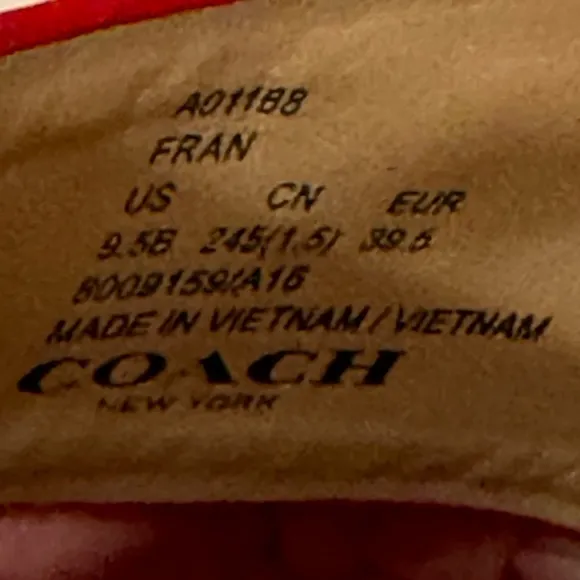 A01188
FRAN
US CN EUR
9.5B 245(1.5) 39.5
8009159/A16
MADE IN VIETNAM / VIETNAM
COACH
NEW YORK